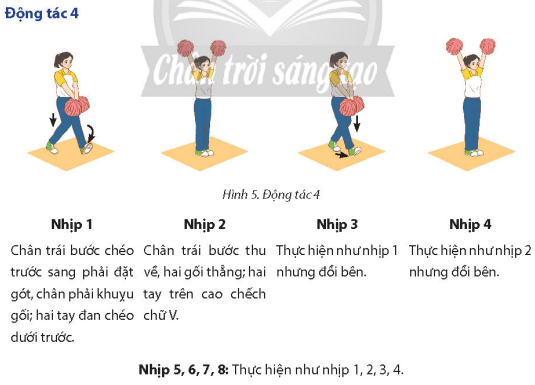 Động tác 4
Chân trời sáng tạo
Hình 5. Động tác 4
Nhịp 1
Chân trái bước chéo
trước sang phải đặt
gót, chân phải khuỵu
gối; hai tay đan chéo
dưới trước.
Nhịp 2
Chân trái bước thu
về, hai gối thẳng; hai
tay trên cao chếch
chữ V.
Nhịp 3
Thực hiện như nhịp 1
nhưng đổi bên.
Nhịp 4
Thực hiện như nhịp 2
nhưng đổi bên.
Nhịp 5, 6, 7, 8: Thực hiện như nhịp 1, 2, 3, 4.